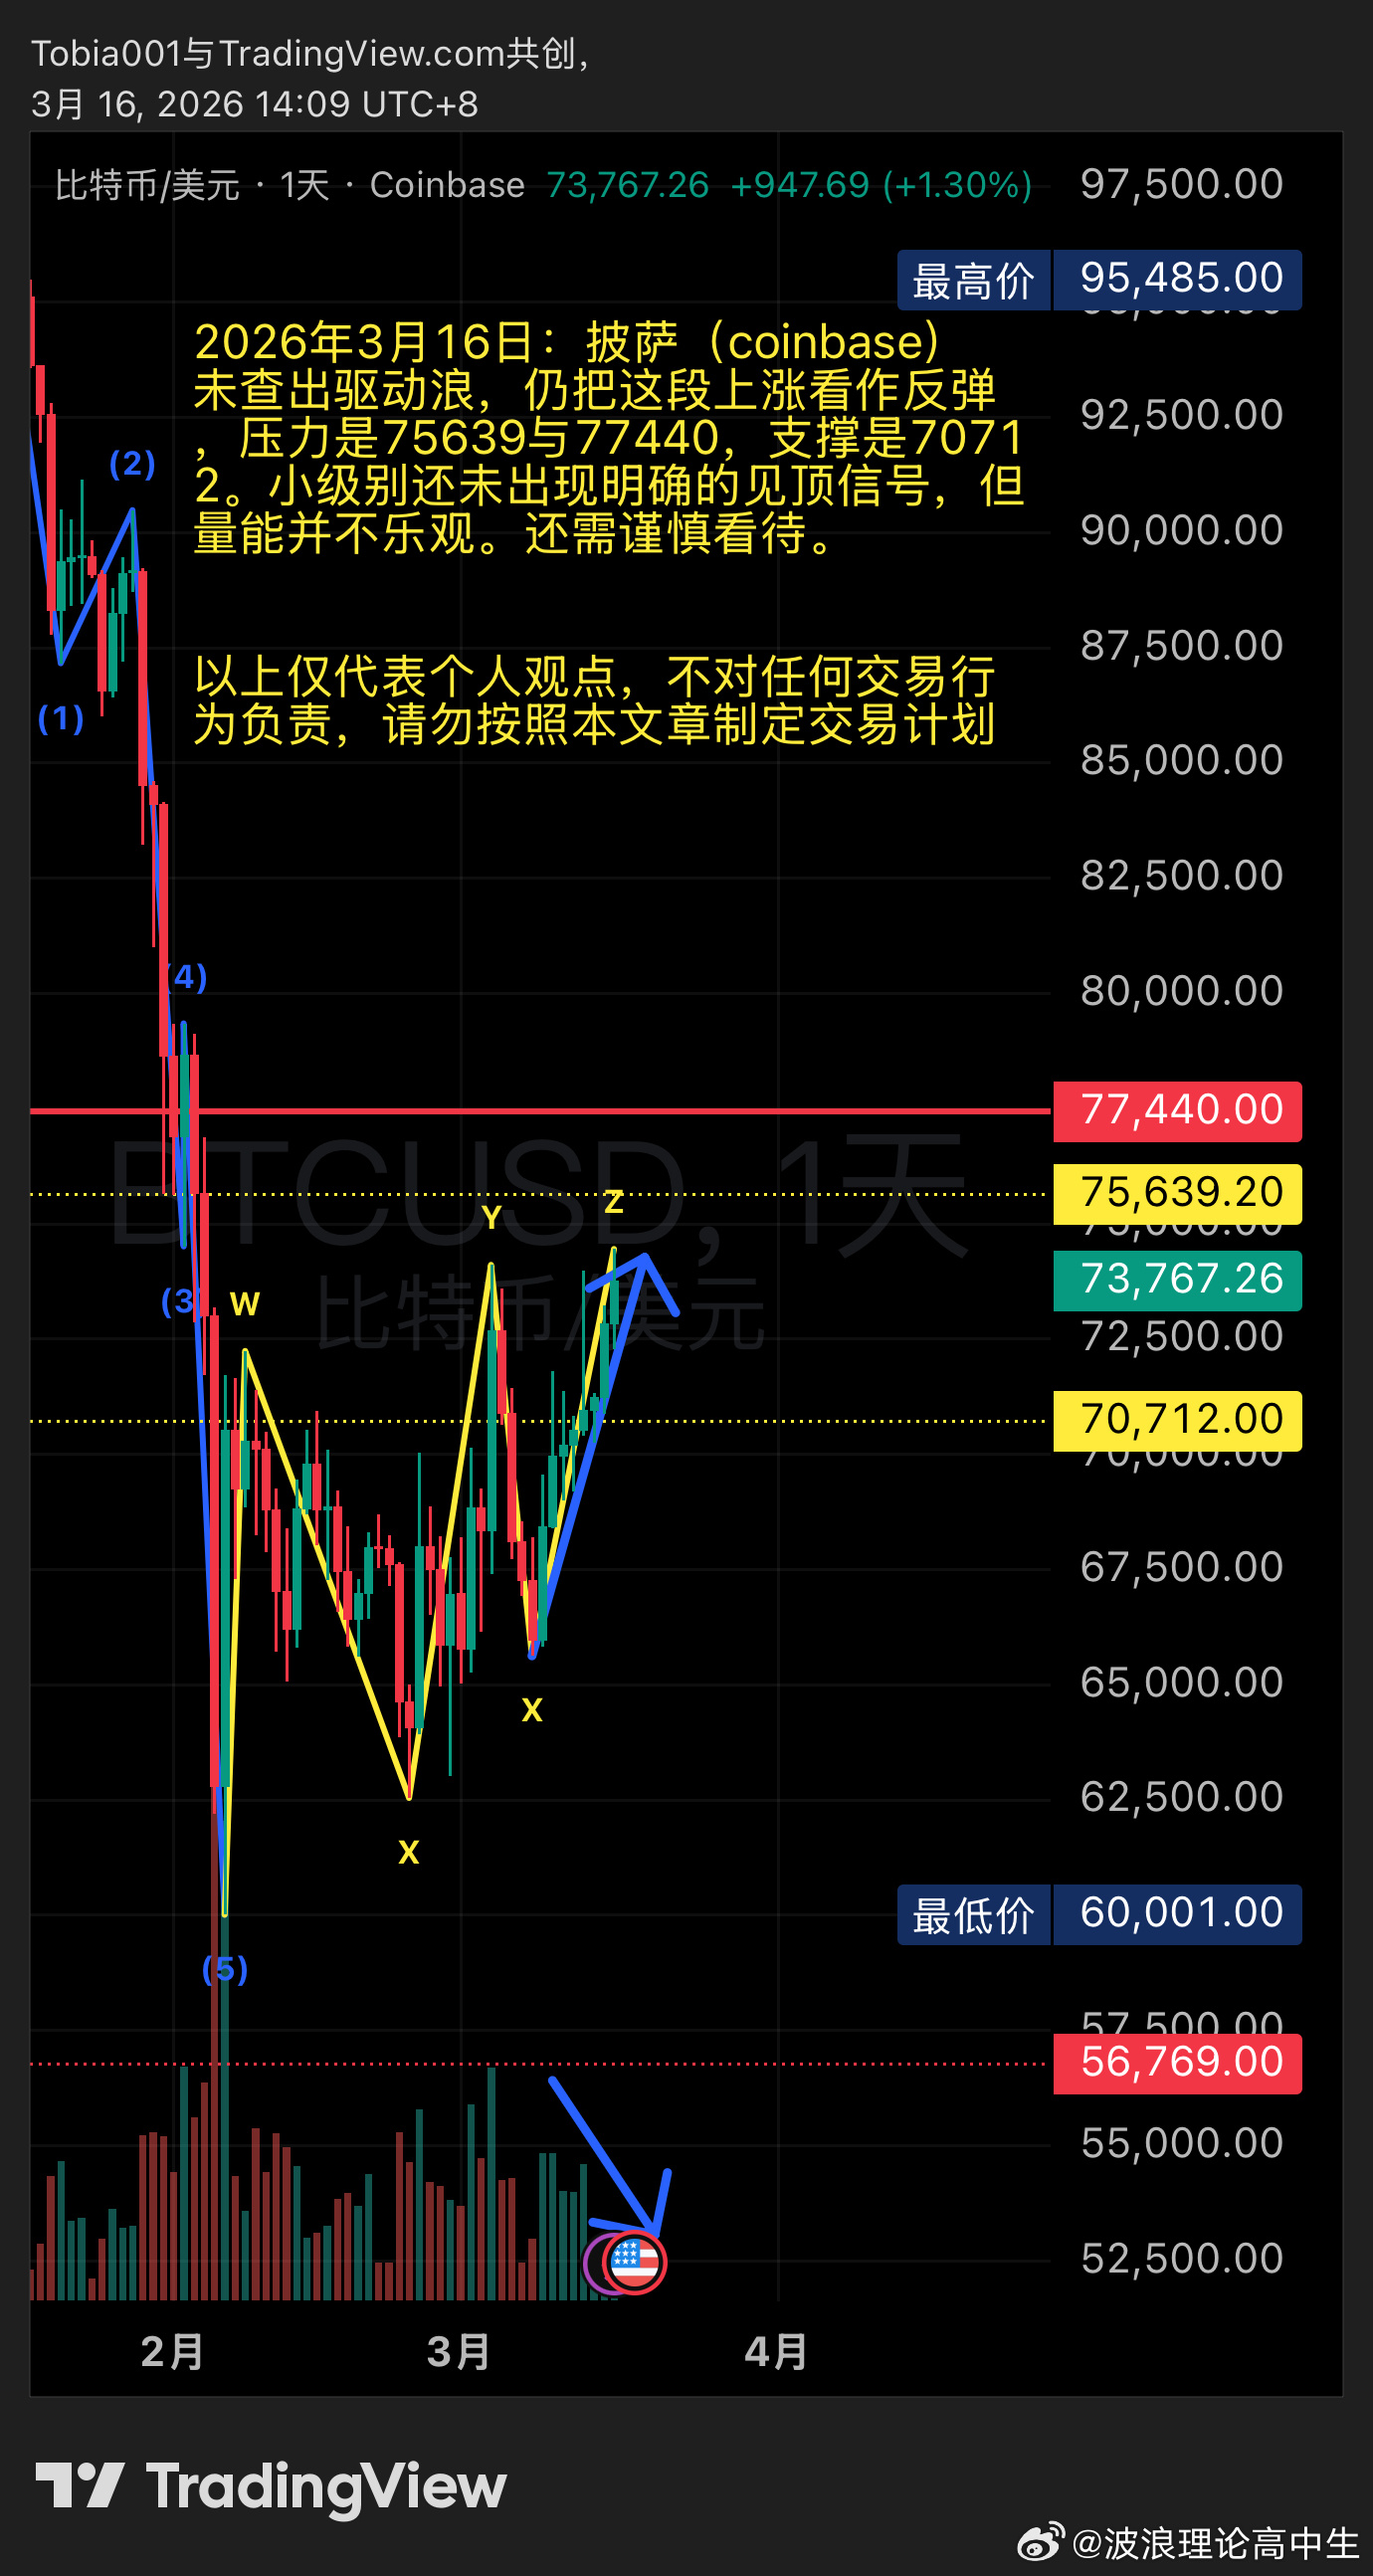 Tobia001与TradingView.com共创,
3月 16, 2026 14:09 UTC+8
比特币/美元 · 1天 · Coinbase 73,767.26 +947.69 (+1.30%)
97,500.00
最高价 95,485.00
2026年3月16日：披萨（coinbase）
未查出驱动浪，仍把这段上涨看作反弹
，压力是75639与77440，支撑是7071
2。小级别还未出现明确的见顶信号，但
量能并不乐观。还需谨慎看待。
92,500.00
(2)
90,000.00
87,500.00
以上仅代表个人观点，不对任何交易行
为负责，请勿按照本文章制定交易计划
(1)
85,000.00
82,500.00
(4)
80,000.00
77,440.00
BTCUSD, 1天
75,639.20
Z
Y
75,000.00
73,767.26
比特币/美元
(3
W
72,500.00
70,712.00
70,000.00
67,500.00
65,000.00
X
62,500.00
X
最低价 60,001.00
(5)
57,500.00
56,769.00
55,000.00
52,500.00
2月 3月 4月
TradingView
@波浪理论高中生